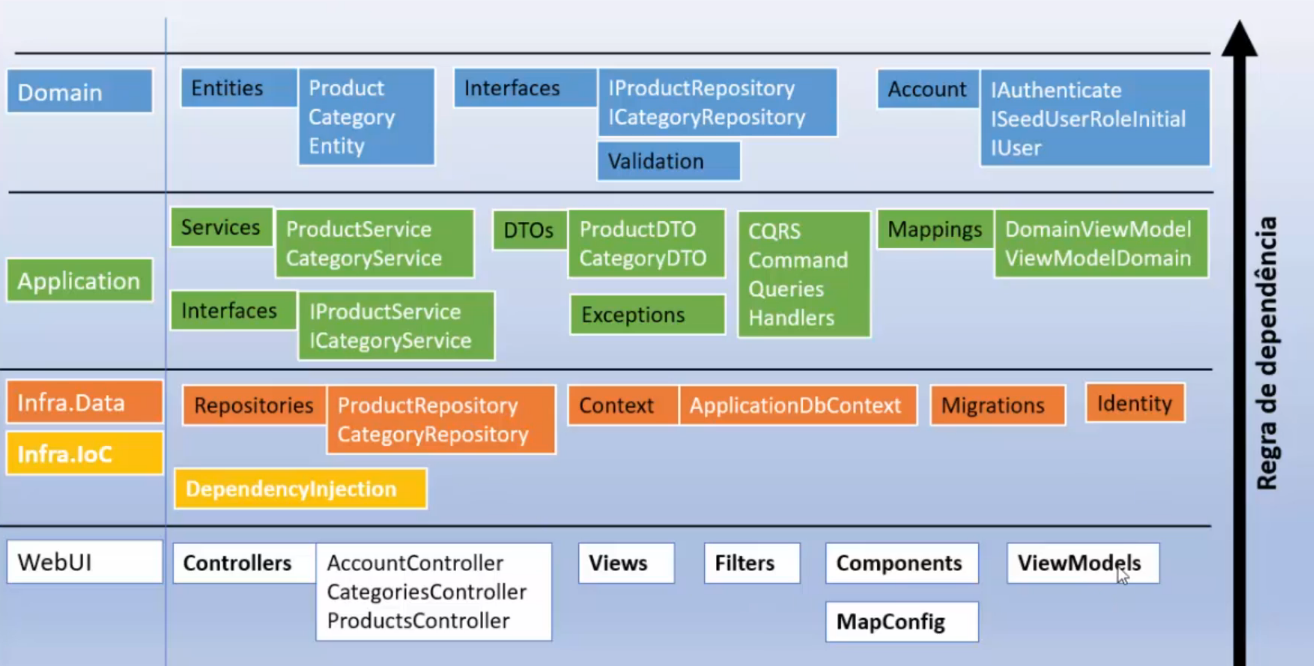 Domain
Entities
Product
Category
Entity
Interfaces
IProductRepository
ICategoryRepository
Validation
Account
IAuthenticate
ISeedUserRoleInitial
IUser
Application
Services
ProductService
CategoryService
Interfaces
IProductService
ICategoryService
DTOs
ProductDTO
CategoryDTO
Exceptions
CQRS
Command
Queries
Handlers
Mappings
DomainViewModel
ViewModelDomain
Infra.Data
Infra.IoC
Repositories
ProductRepository
CategoryRepository
Context
ApplicationDbContext
Migrations
Identity
DependencyInjection
WebUI
Controllers
AccountController
CategoriesController
ProductsController
Views
Filters
Components
MapConfig
ViewModels
Regra de dependência